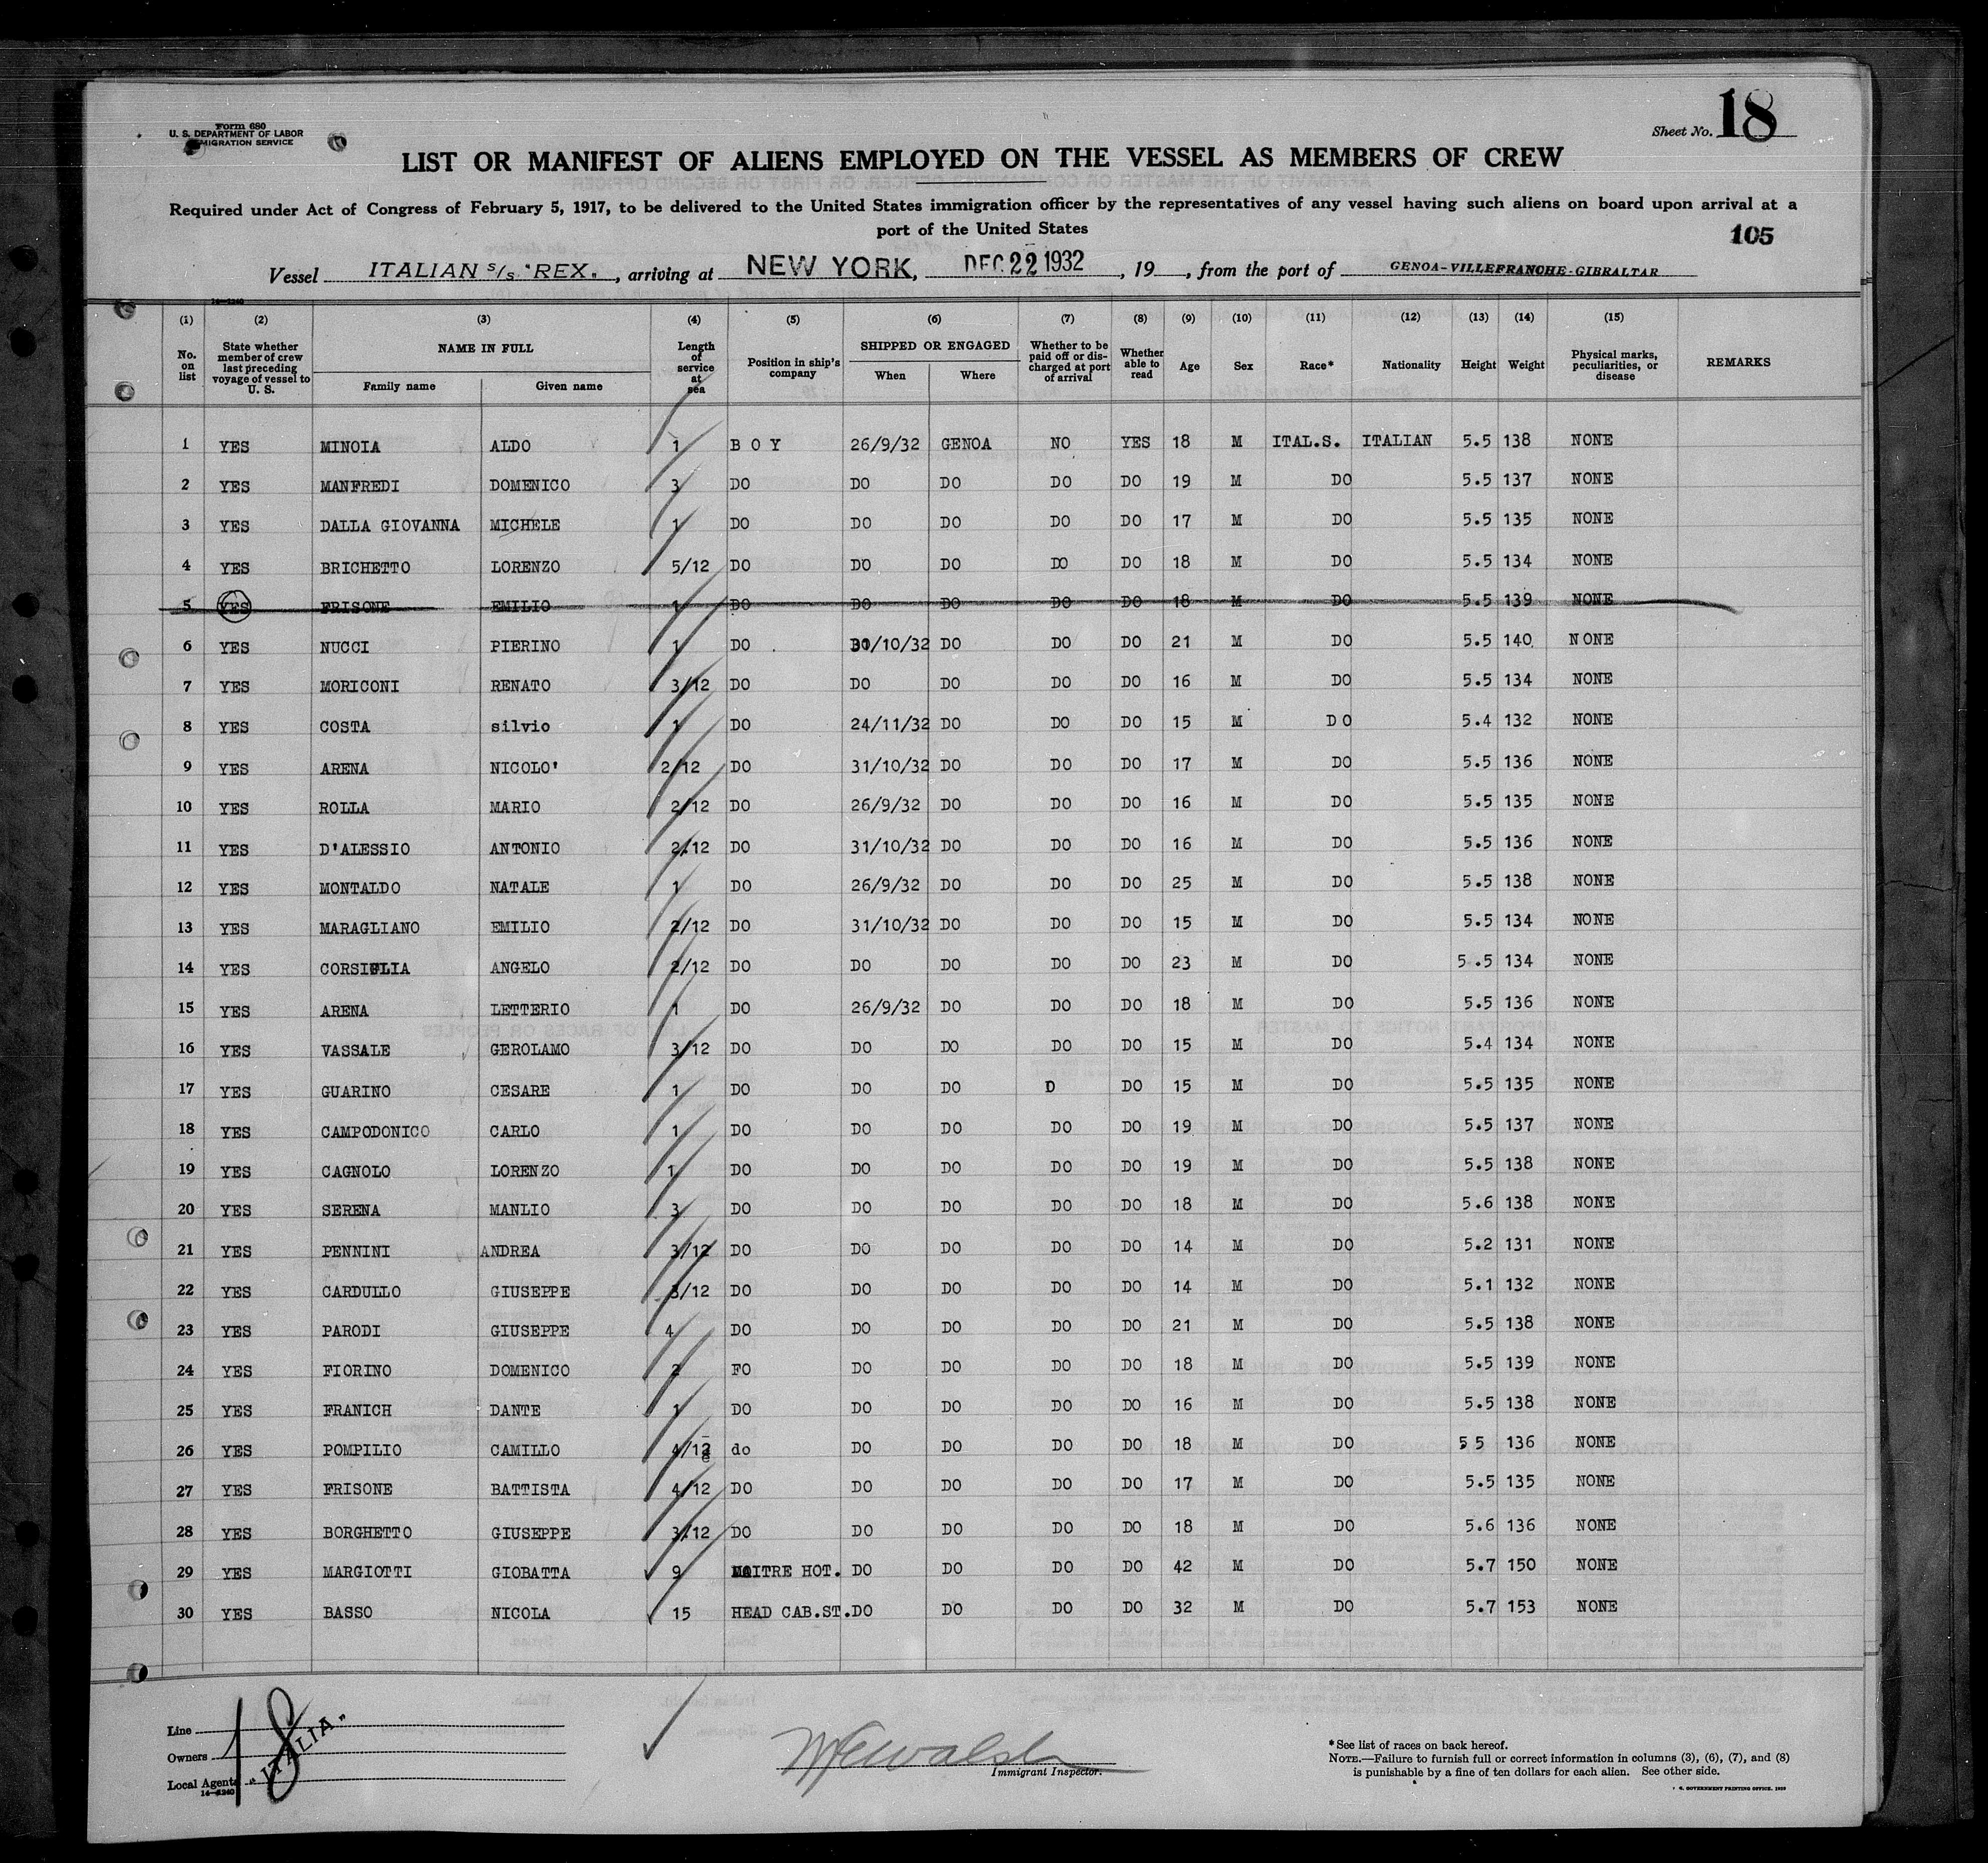 Form 680
U. S. DEPARTMENT OF LABOR
IMMIGRATION SERVICE
Sheet No. 18
LIST OR MANIFEST OF ALIENS EMPLOYED ON THE VESSEL AS MEMBERS OF CREW
Required under Act of Congress of February 5, 1917, to be delivered to the United States immigration officer by the representatives of any vessel having such aliens on board upon arrival at a
port of the United States
105
Vessel ITALIAN S/S. "REX. , arriving at NEW YORK, DEC 22 1932 , 19 , from the port of GENOA-VILLEFRANCHE-GIBRALTAR
14-1240
(1) (2) (3) (4) (5) (6) (7) (8) (9) (10) (11) (12) (13) (14) (15)
No. on list State whether member of crew last preceding voyage of vessel to U. S. NAME IN FULL Family name Given name Length of service at sea Position in ship's company SHIPPED OR ENGAGED When Where Whether to be paid off or discharged at port of arrival Whether able to read Age Sex Race* Nationality Height Weight Physical marks, peculiarities, or disease REMARKS
1 YES MINOIA ALDO 1 B O Y 26/9/32 GENOA NO YES 18 M ITAL.S. ITALIAN 5.5 138 NONE
2 YES MANFREDI DOMENICO 3 DO DO DO DO DO 19 M DO 5.5 137 NONE
3 YES DALLA GIOVANNA MICHELE 1 DO DO DO DO DO 17 M DO 5.5 135 NONE
4 YES BRICHETTO LORENZO 5/12 DO DO DO DO DO 18 M DO 5.5 134 NONE
5 YES FRISONE EMILIO 1 DO DO DO DO DO 18 M DO 5.5 139 NONE
6 YES NUCCI PIERINO 1 DO 30/10/32 DO DO DO 21 M DO 5.5 140 NONE
7 YES MORICONI RENATO 3/12 DO DO DO DO DO 16 M DO 5.5 134 NONE
8 YES COSTA silvio 1 DO 24/11/32 DO DO DO 15 M D O 5.4 132 NONE
9 YES ARENA NICOLO' 2/12 DO 31/10/32 DO DO DO 17 M DO 5.5 136 NONE
10 YES ROLLA MARIO 2/12 DO 26/9/32 DO DO DO 16 M DO 5.5 135 NONE
11 YES D'ALESSIO ANTONIO 2/12 DO 31/10/32 DO DO DO 16 M DO 5.5 136 NONE
12 YES MONTALDO NATALE 1 DO 26/9/32 DO DO DO 25 M DO 5.5 138 NONE
13 YES MARAGLIANO EMILIO 2/12 DO 31/10/32 DO DO DO 15 M DO 5.5 134 NONE
14 YES CORSIGLIA ANGELO 2/12 DO DO DO DO DO 23 M DO 5.5 134 NONE
15 YES ARENA LETTERIO 1 DO 26/9/32 DO DO DO 18 M DO 5.5 136 NONE
16 YES VASSALE GEROLAMO 3/12 DO DO DO DO DO 15 M DO 5.4 134 NONE
17 YES GUARINO CESARE 1 DO DO DO D DO 15 M DO 5.5 135 NONE
18 YES CAMPODONICO CARLO 1 DO DO DO DO DO 19 M DO 5.5 137 NONE
19 YES CAGNOLO LORENZO 1 DO DO DO DO DO 19 M DO 5.5 138 NONE
20 YES SERENA MANLIO 3 DO DO DO DO DO 18 M DO 5.6 138 NONE
21 YES PENNINI ANDREA 3/12 DO DO DO DO DO 14 M DO 5.2 131 NONE
22 YES CARDULLO GIUSEPPE 3/12 DO DO DO DO DO 14 M DO 5.1 132 NONE
23 YES PARODI GIUSEPPE 4 DO DO DO DO DO 21 M DO 5.5 138 NONE
24 YES FIORINO DOMENICO 2 FO DO DO DO DO 18 M DO 5.5 139 NONE
25 YES FRANICH DANTE 1 DO DO DO DO DO 16 M DO 5.5 138 NONE
26 YES POMPILIO CAMILLO 4/12 do DO DO DO DO 18 M DO 5 5 136 NONE
27 YES FRISONE BATTISTA 4/12 DO DO DO DO DO 17 M DO 5.5 135 NONE
28 YES BORGHETTO GIUSEPPE 3/12 DO DO DO DO DO 18 M DO 5.6 136 NONE
29 YES MARGIOTTI GIOBATTA 9 MAITRE HOT. DO DO DO DO 42 M DO 5.7 150 NONE
30 YES BASSO NICOLA 15 HEAD CAB.ST. DO DO DO DO 32 M DO 5.7 153 NONE
Line
Owners
Local Agents
14-1240
18
"ITALIA"
Immigrant Inspector.
* See list of races on back hereof.
NOTE.—Failure to furnish full or correct information in columns (3), (6), (7), and (8)
is punishable by a fine of ten dollars for each alien. See other side.
GOVERNMENT PRINTING OFFICE